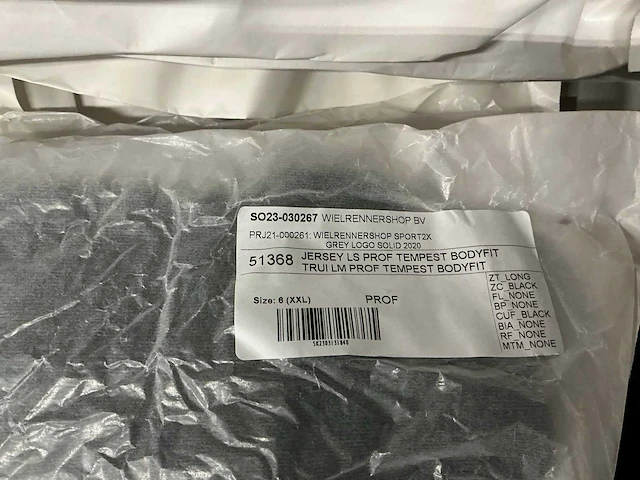 SO23-030267 WIELRENNERSHOP BV
PRJ21-000261: WIELRENNERSHOP SPORT2X
GREY LOGO SOLID 2020
51368 JERSEY LS PROF TEMPEST BODYFIT
TRUI LM PROF TEMPEST BODYFIT
ZT_LONG
ZC_BLACK
FL_NONE
BP_NONE
CUF_BLACK
BIA_NONE
RF_NONE
MTM_NONE
Size: 6 (XXL) PROF